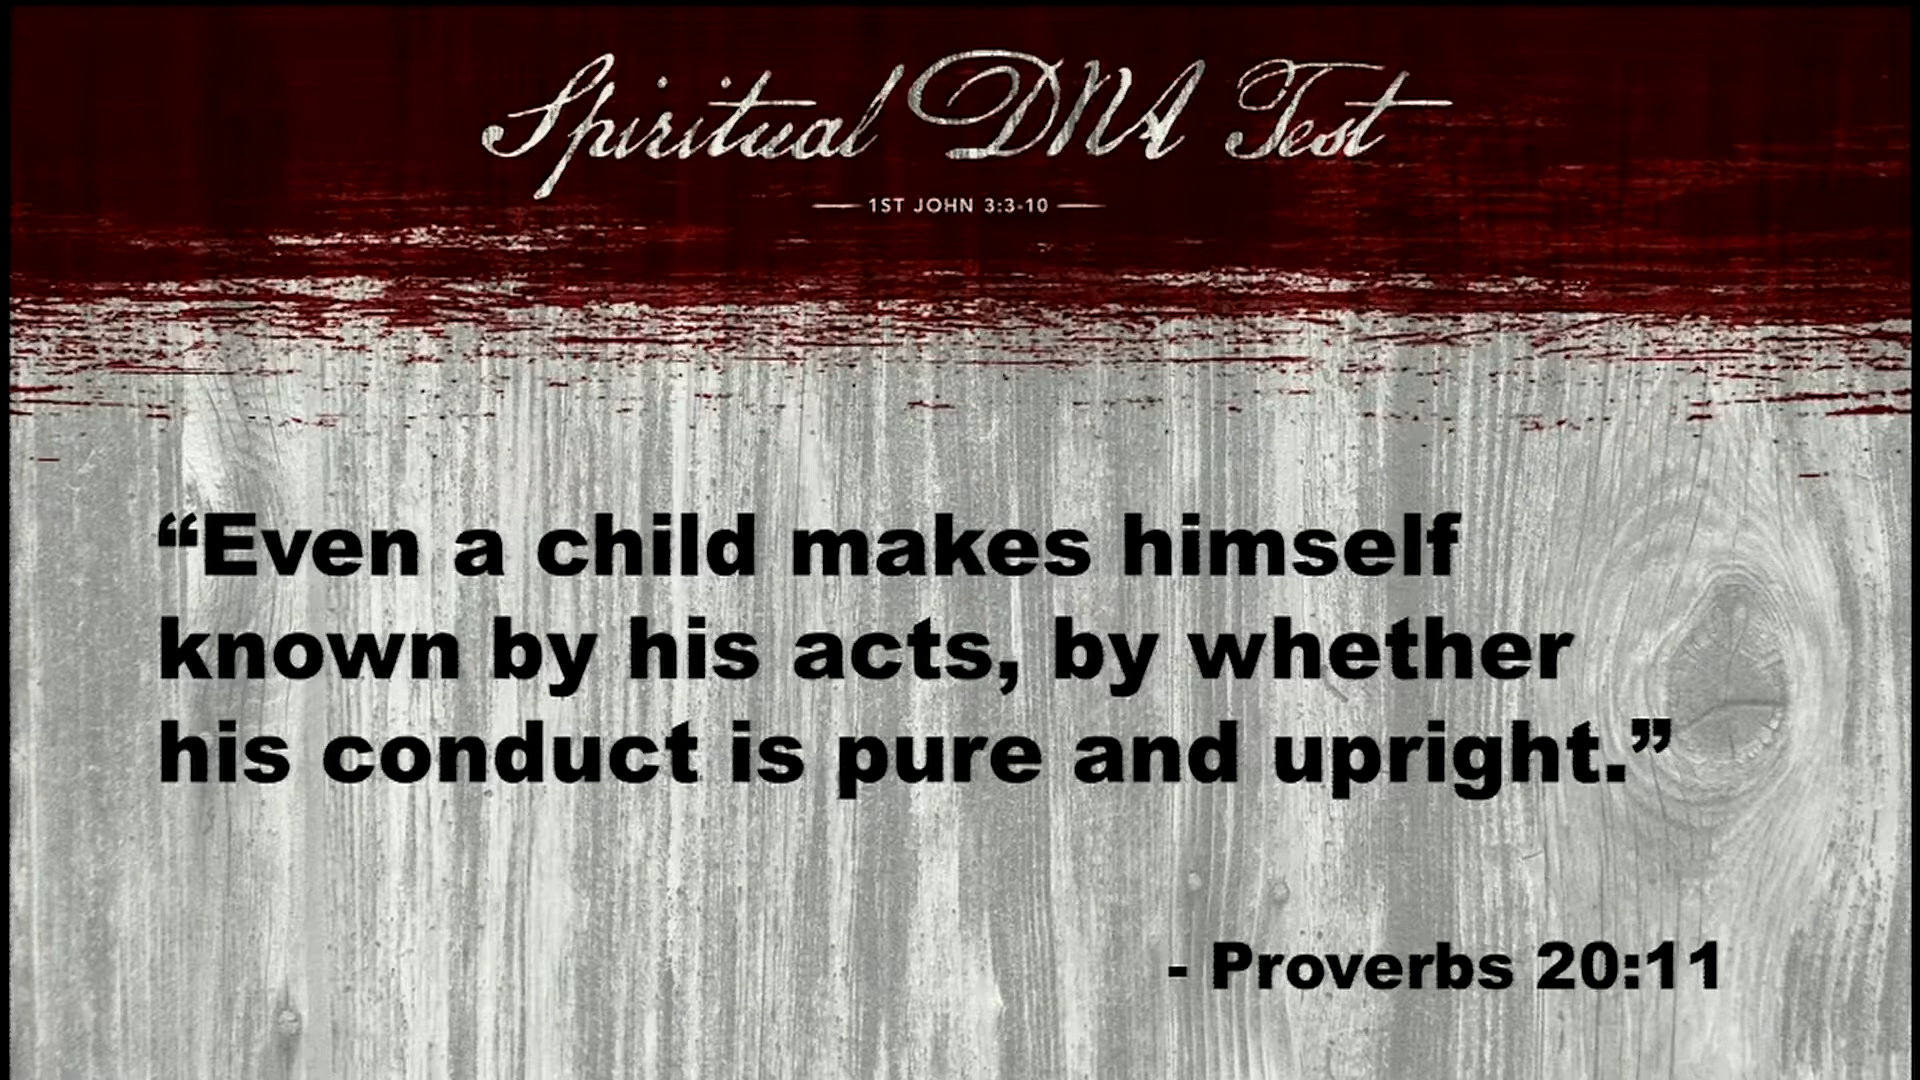 Spiritual DNA Test
1ST JOHN 3:3-10
“Even a child makes himself
known by his acts, by whether
his conduct is pure and upright.”
- Proverbs 20:11